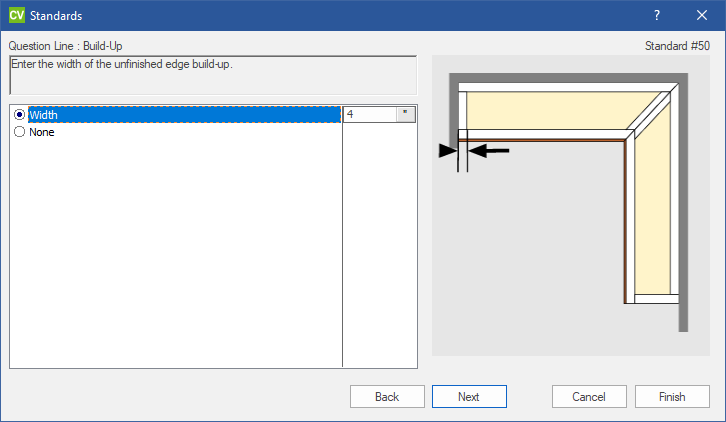 CV Standards ?
Question Line : Build-Up
Standard #50
Enter the width of the unfinished edge build-up.
Width 4 "
None
Back Next Cancel Finish